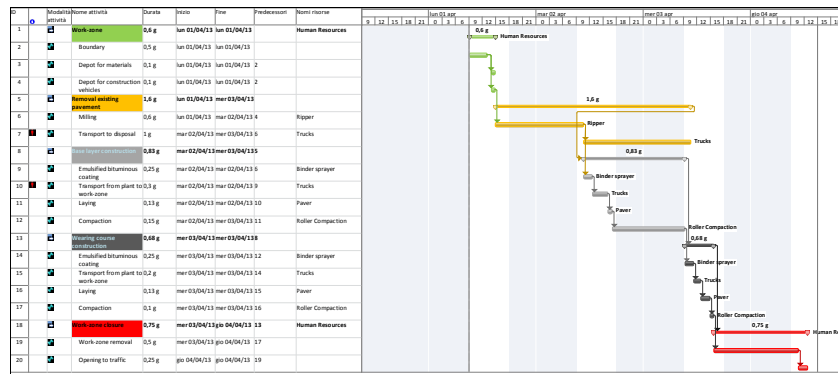 ID Modalità attività Nome attività Durata Inizio Fine Predecessori Nomi risorse
lun 01 apr mar 02 apr mer 03 apr gio 04 apr
9 12 15 18 21 0 3 6 9 12 15 18 21 0 3 6 9 12 15 18 21 0 3 6 9 12 15 18
1 Work-zone 0,6 g lun 01/04/13 lun 01/04/13 Human Resources
2 Boundary 0,5 g lun 01/04/13 lun 01/04/13
3 Depot for materials 0,1 g lun 01/04/13 lun 01/04/13 2
4 Depot for construction vehicles 0,1 g lun 01/04/13 lun 01/04/13 2
5 Removal existing pavement 1,6 g lun 01/04/13 mer 03/04/13
6 Milling 0,6 g lun 01/04/13 mar 02/04/13 4 Ripper
7 Transport to disposal 1 g mar 02/04/13 mer 03/04/13 6 Trucks
8 Base layer construction 0,83 g mar 02/04/13 mer 03/04/13 5
9 Emulsified bituminous coating 0,25 g mar 02/04/13 mar 02/04/13 6 Binder sprayer
10 Transport from plant to work-zone 0,3 g mar 02/04/13 mar 02/04/13 9 Trucks
11 Laying 0,13 g mar 02/04/13 mar 02/04/13 10 Paver
12 Compaction 0,15 g mar 02/04/13 mer 03/04/13 11 Roller Compaction
13 Wearing course construction 0,68 g mer 03/04/13 mer 03/04/13 8
14 Emulsified bituminous coating 0,25 g mer 03/04/13 mer 03/04/13 12 Binder sprayer
15 Transport from plant to work-zone 0,2 g mer 03/04/13 mer 03/04/13 14 Trucks
16 Laying 0,13 g mer 03/04/13 mer 03/04/13 15 Paver
17 Compaction 0,1 g mer 03/04/13 mer 03/04/13 16 Roller Compaction
18 Work-zone closure 0,75 g mer 03/04/13 gio 04/04/13 13 Human Resources
19 Work-zone removal 0,5 g mer 03/04/13 gio 04/04/13 17
20 Opening to traffic 0,25 g gio 04/04/13 gio 04/04/13 19
0,6 g
Human Resources
1,6 g
Ripper
Trucks
0,83 g
Binder sprayer
Trucks
Paver
Roller Compaction
0,68 g
Binder sprayer
Trucks
Paver
Roller Compaction
0,75 g
Human Re